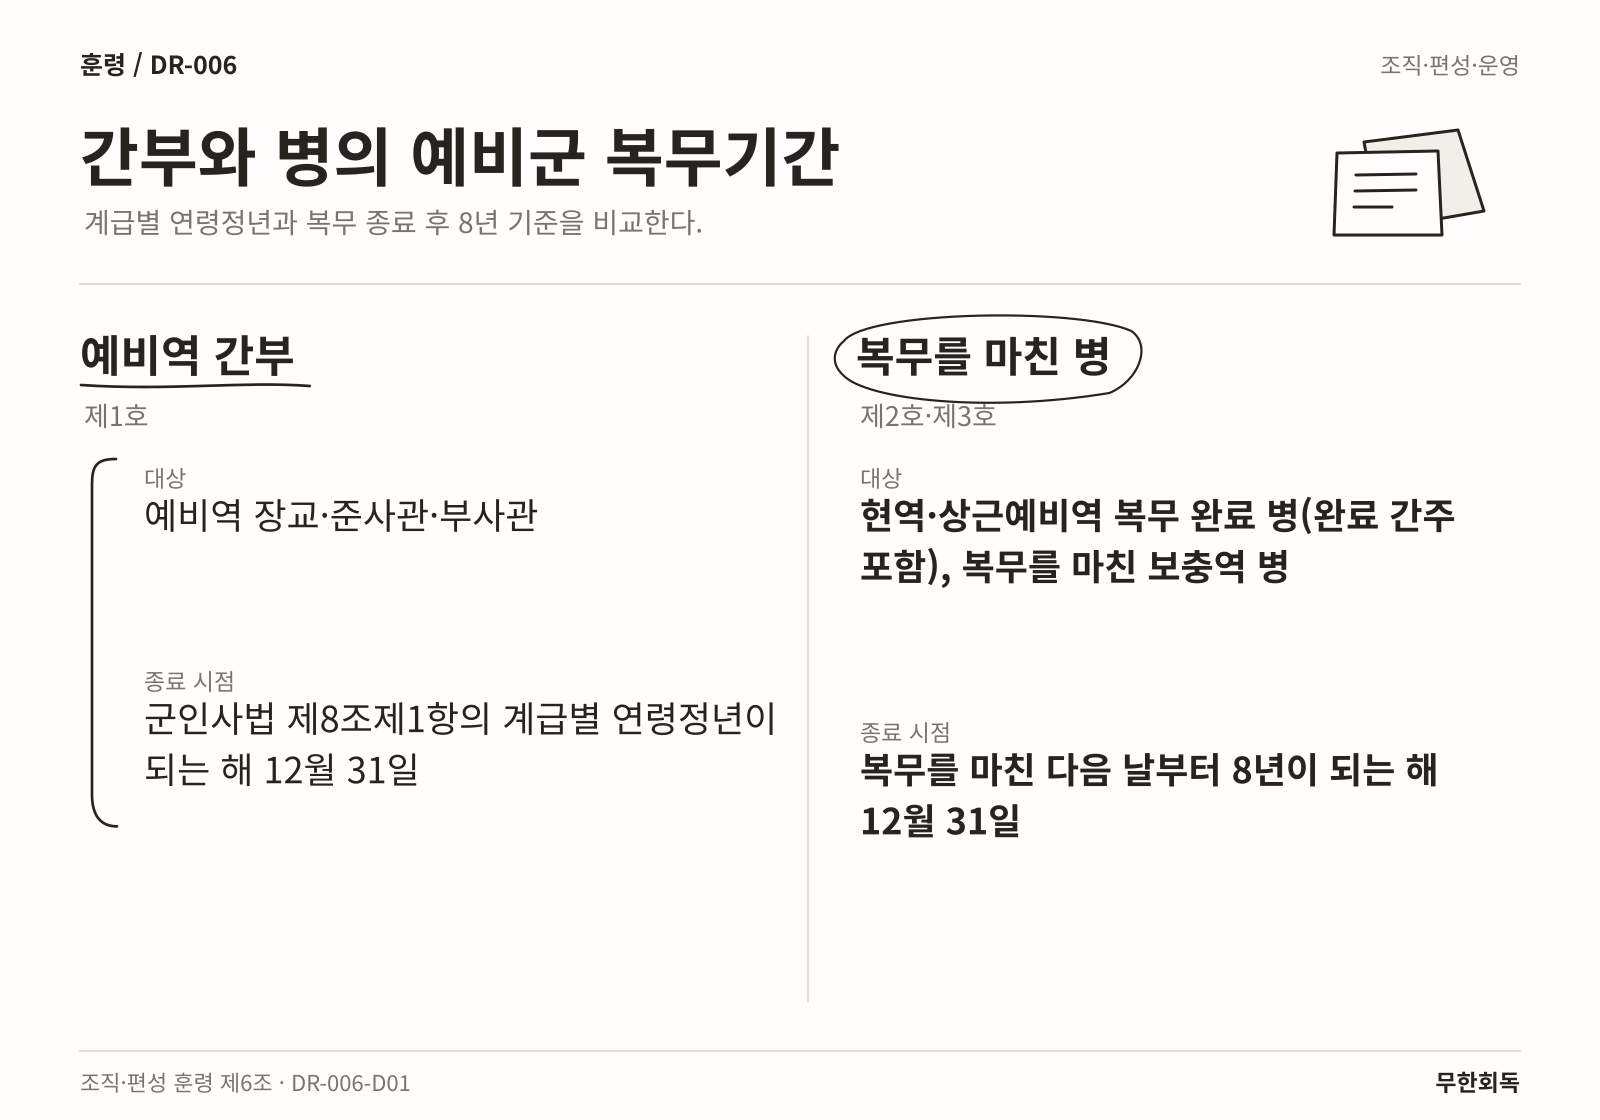 훈령 / DR-006
조직·편성·운영
간부와 병의 예비군 복무기간
계급별 연령정년과 복무 종료 후 8년 기준을 비교한다.
예비역 간부
제1호
대상
예비역 장교·준사관·부사관
종료 시점
군인사법 제8조제1항의 계급별 연령정년이
되는 해 12월 31일
복무를 마친 병
제2호·제3호
대상
현역·상근예비역 복무 완료 병(완료 간주
포함), 복무를 마친 보충역 병
종료 시점
복무를 마친 다음 날부터 8년이 되는 해
12월 31일
조직·편성 훈령 제6조 · DR-006-D01
무한회독